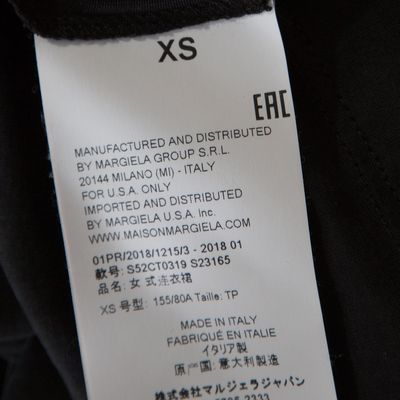 XS
EAC
MANUFACTURED AND DISTRIBUTED
BY MARGIELA GROUP S.R.L.
20144 MILANO (MI) - ITALY
FOR U.S.A. ONLY
IMPORTED AND DISTRIBUTED
BY MARGIELA U.S.A. Inc.
WWW.MAISONMARGIELA.COM
01PR/2018/1215/3 - 2018 01
款号: S52CT0319 S23165
品名: 女式连衣裙
XS 号型: 155/80A Taille: TP
MADE IN ITALY
FABRIQUÉ EN ITALIE
イタリア製
原产国: 意大利制造
株式会社マルジェラジャパン